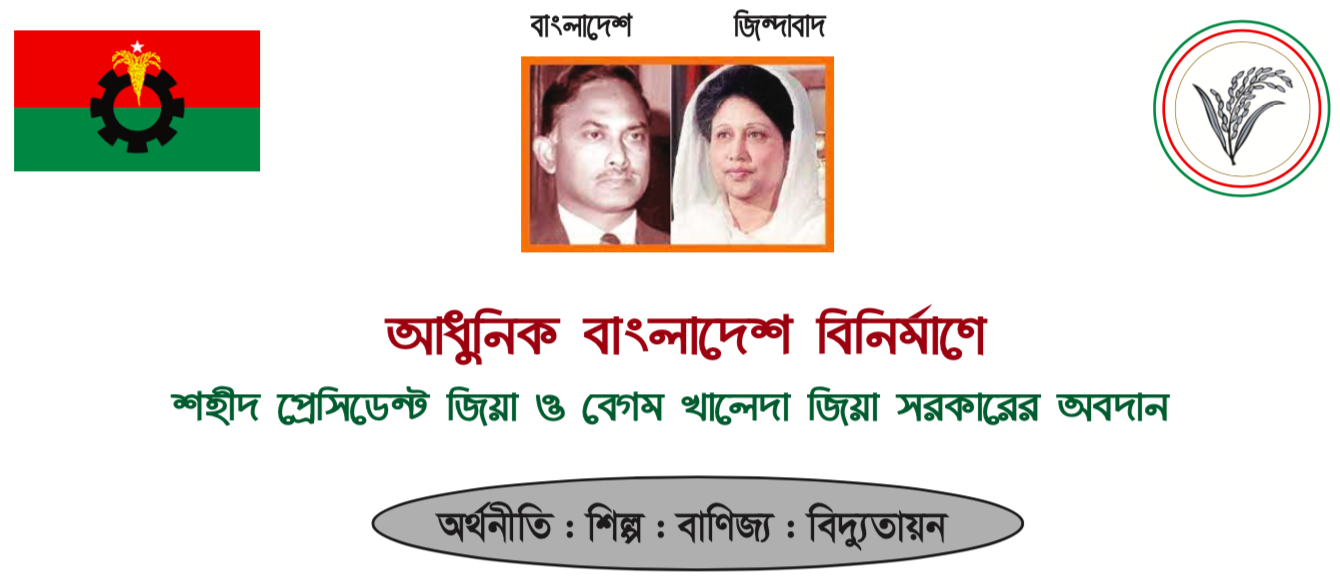 বাংলাদেশ জিন্দাবাদ
আধুনিক বাংলাদেশ বিনির্মাণে
শহীদ প্রেসিডেন্ট জিয়া ও বেগম খালেদা জিয়া সরকারের অবদান
অর্থনীতি : শিল্প : বাণিজ্য : বিদ্যুতায়ন